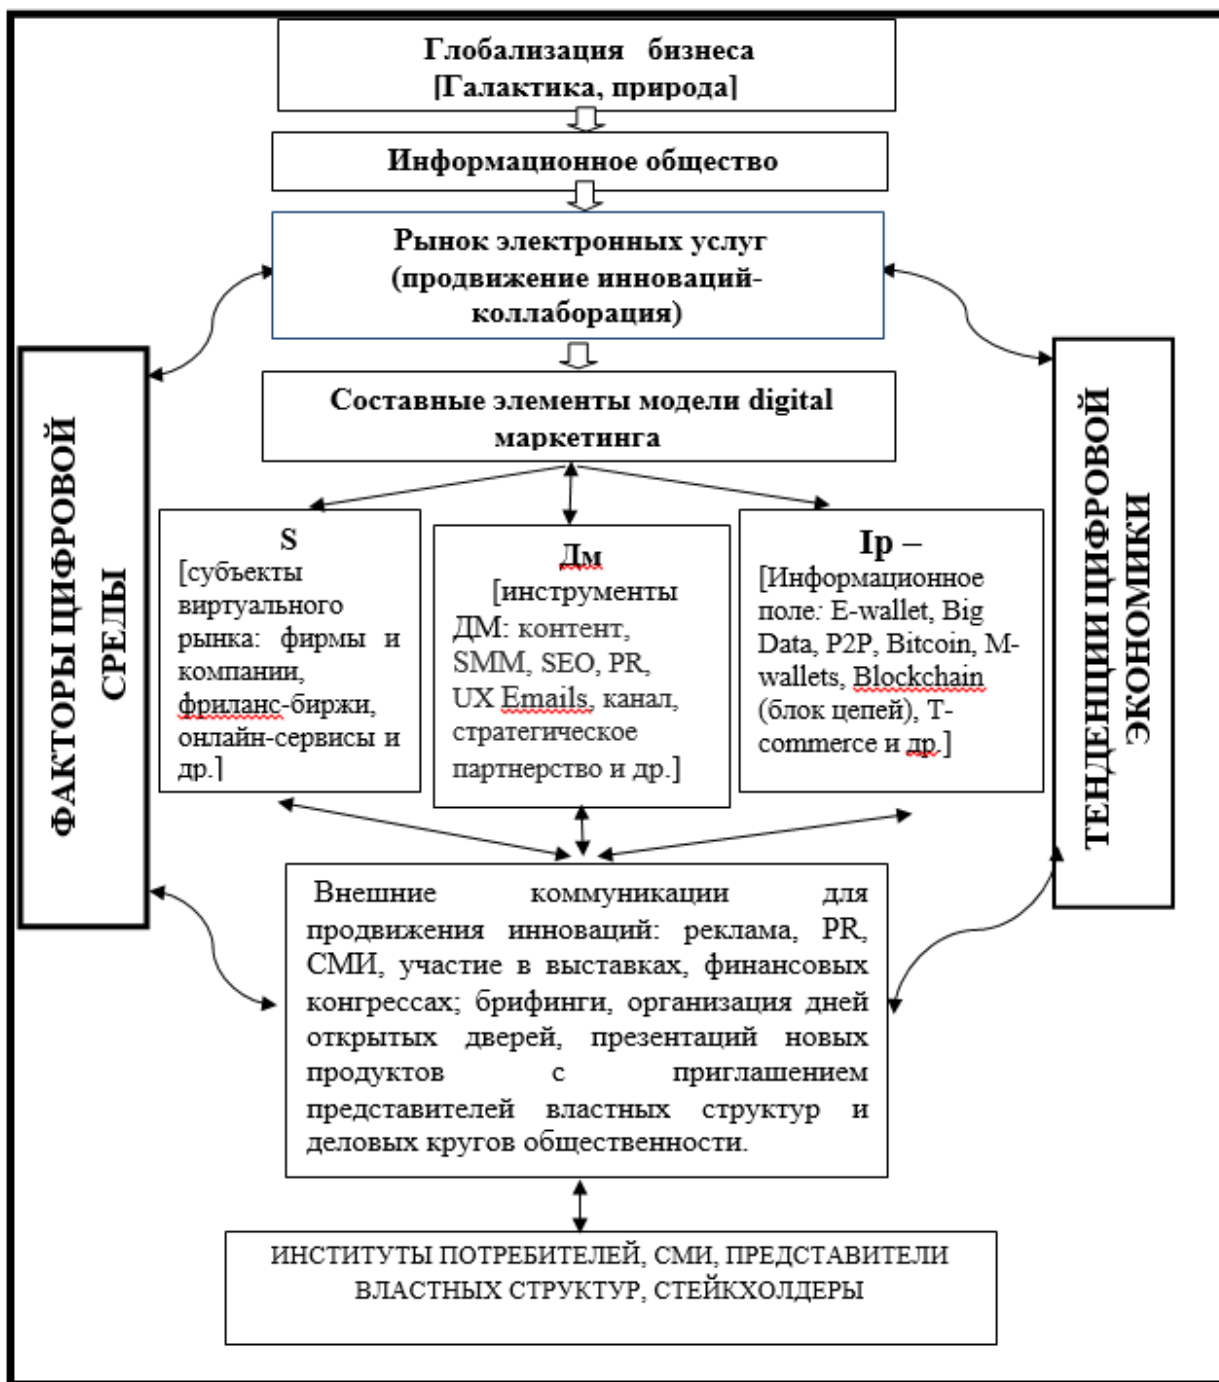 Глобализация бизнеса
[Галактика, природа]
Информационное общество
Рынок электронных услуг
(продвижение инноваций-
коллаборация)
Составные элементы модели digital
маркетинга
ФАКТОРЫ ЦИФРОВОЙ
СРЕЛЫ
S
[субъекты
виртуального
рынка: фирмы и
компании,
фриланс-биржи,
онлайн-сервисы и
др.]
Дм
[инструменты
ДМ: контент,
SMM, SEO, PR,
UX Emails, канал,
стратегическое
партнерство и др.]
Ip –
[Информационное
поле: E-wallet, Big
Data, P2P, Bitcoin, M-
wallets, Blockchain
(блок цепей), T-
commerce и др.]
ТЕНДЕНЦИИ ЦИФРОВОЙ
ЭКОНОМИКИ
Внешние коммуникации для
продвижения инноваций: реклама, PR,
СМИ, участие в выставках, финансовых
конгрессах; брифинги, организация дней
открытых дверей, презентаций новых
продуктов с приглашением
представителей властных структур и
деловых кругов общественности.
ИНСТИТУТЫ ПОТРЕБИТЕЛЕЙ, СМИ, ПРЕДСТАВИТЕЛИ
ВЛАСТНЫХ СТРУКТУР, СТЕЙКХОЛДЕРЫ